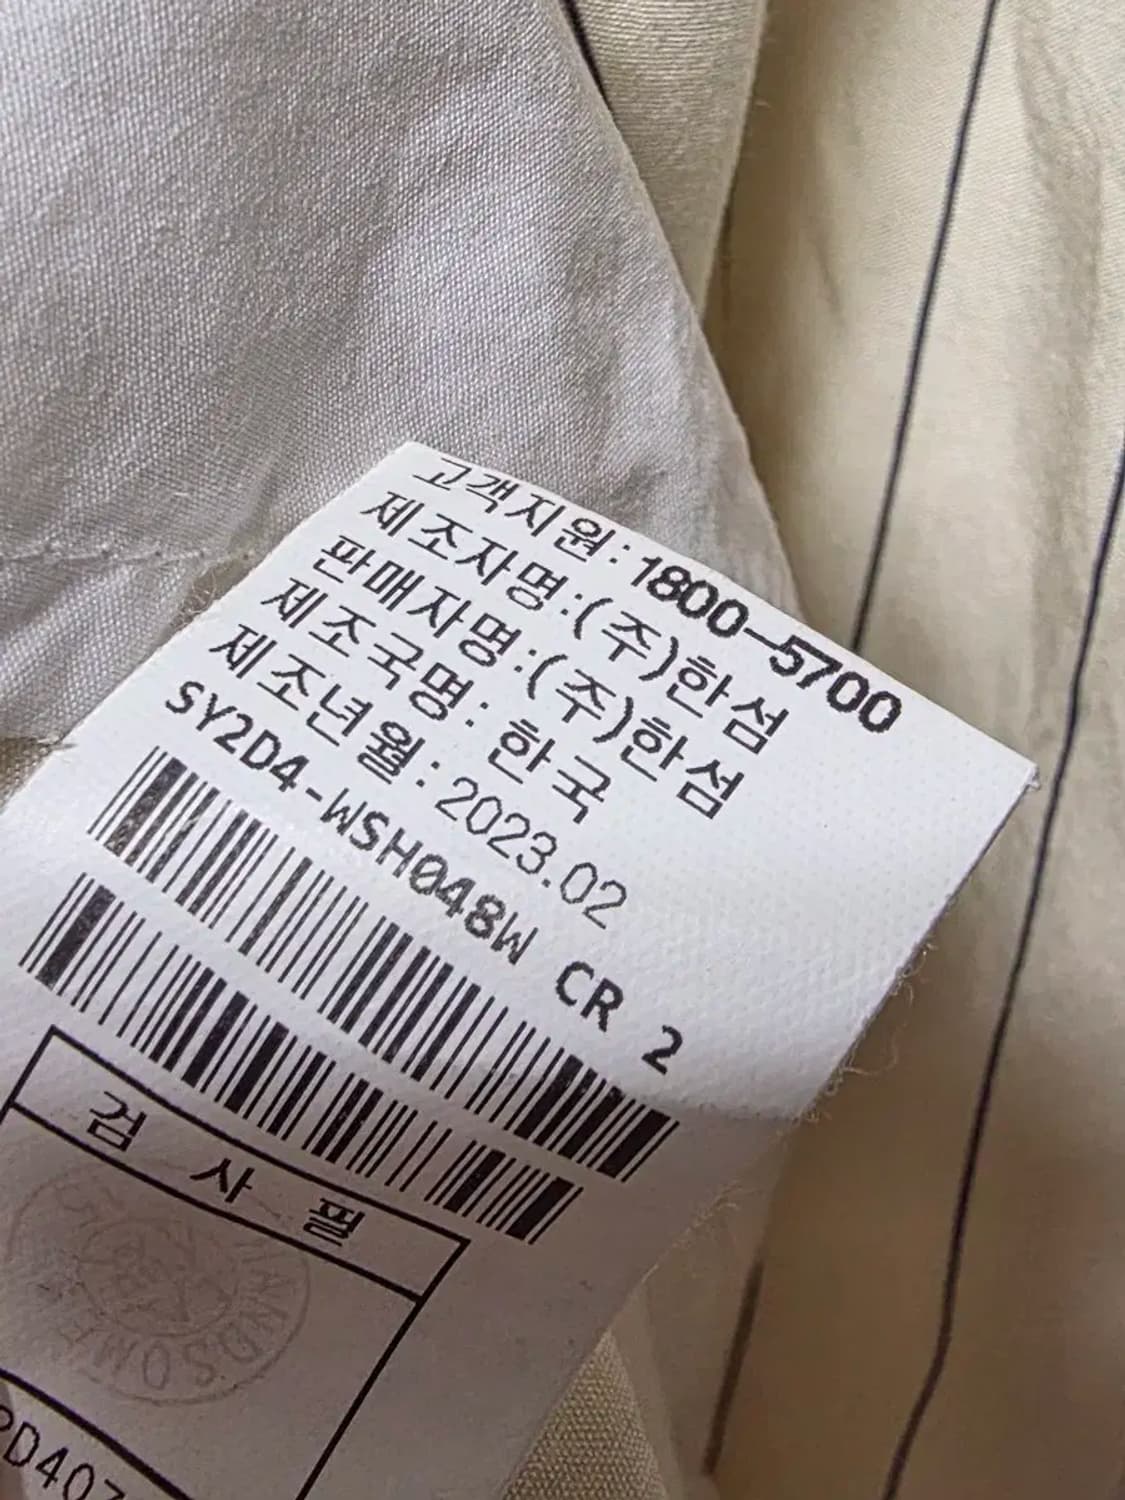 고객지원:1800-5700
제조자명:(주)한섬
판매자명:(주)한섬
제조국명: 한국
제조년월:2023.02
SY2D4-WSH048W CR 2
검 사 필
HANDSOME